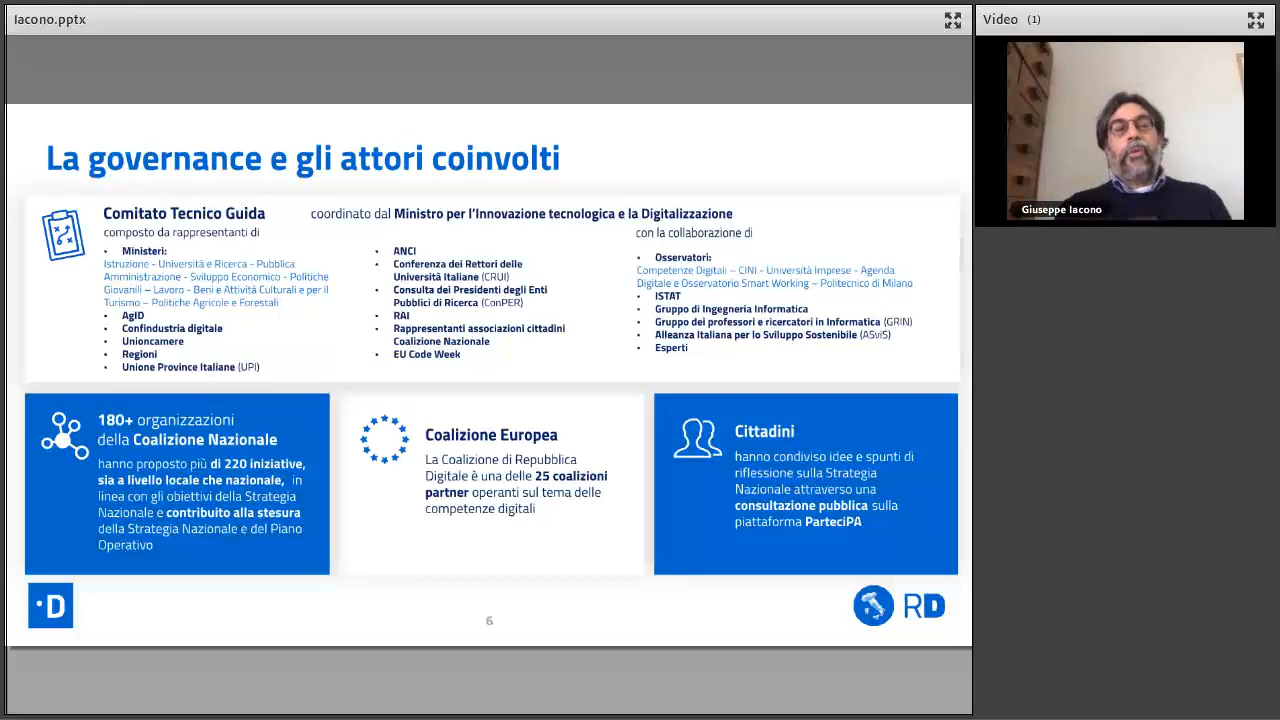 Iacono.pptx
Video (1)
Giuseppe Iacono
La governance e gli attori coinvolti
Comitato Tecnico Guida
coordinato dal Ministro per l'Innovazione tecnologica e la Digitalizzazione
composto da rappresentanti di
• Ministeri:
Istruzione - Università e Ricerca - Pubblica
Amministrazione - Sviluppo Economico - Politiche
Giovanili – Lavoro - Beni e Attività Culturali e per il
Turismo – Politiche Agricole e Forestali
• AgID
• Confindustria digitale
• Unioncamere
• Regioni
• Unione Province Italiane (UPI)
• ANCI
• Conferenza dei Rettori delle
Università Italiane (CRUI)
• Consulta dei Presidenti degli Enti
Pubblici di Ricerca (ConPER)
• RAI
• Rappresentanti associazioni cittadini
Coalizione Nazionale
• EU Code Week
con la collaborazione di
• Osservatori:
Competenze Digitali – CINI - Università Imprese - Agenda
Digitale e Osservatorio Smart Working – Politecnico di Milano
• ISTAT
• Gruppo di Ingegneria Informatica
• Gruppo dei professori e ricercatori in Informatica (GRIN)
• Alleanza Italiana per lo Sviluppo Sostenibile (ASviS)
• Esperti
180+ organizzazioni
della Coalizione Nazionale
hanno proposto più di 220 iniziative,
sia a livello locale che nazionale, in
linea con gli obiettivi della Strategia
Nazionale e contribuito alla stesura
della Strategia Nazionale e del Piano
Operativo
Coalizione Europea
La Coalizione di Repubblica
Digitale è una delle 25 coalizioni
partner operanti sul tema delle
competenze digitali
Cittadini
hanno condiviso idee e spunti di
riflessione sulla Strategia
Nazionale attraverso una
consultazione pubblica sulla
piattaforma ParteciPA
·D
6
RD